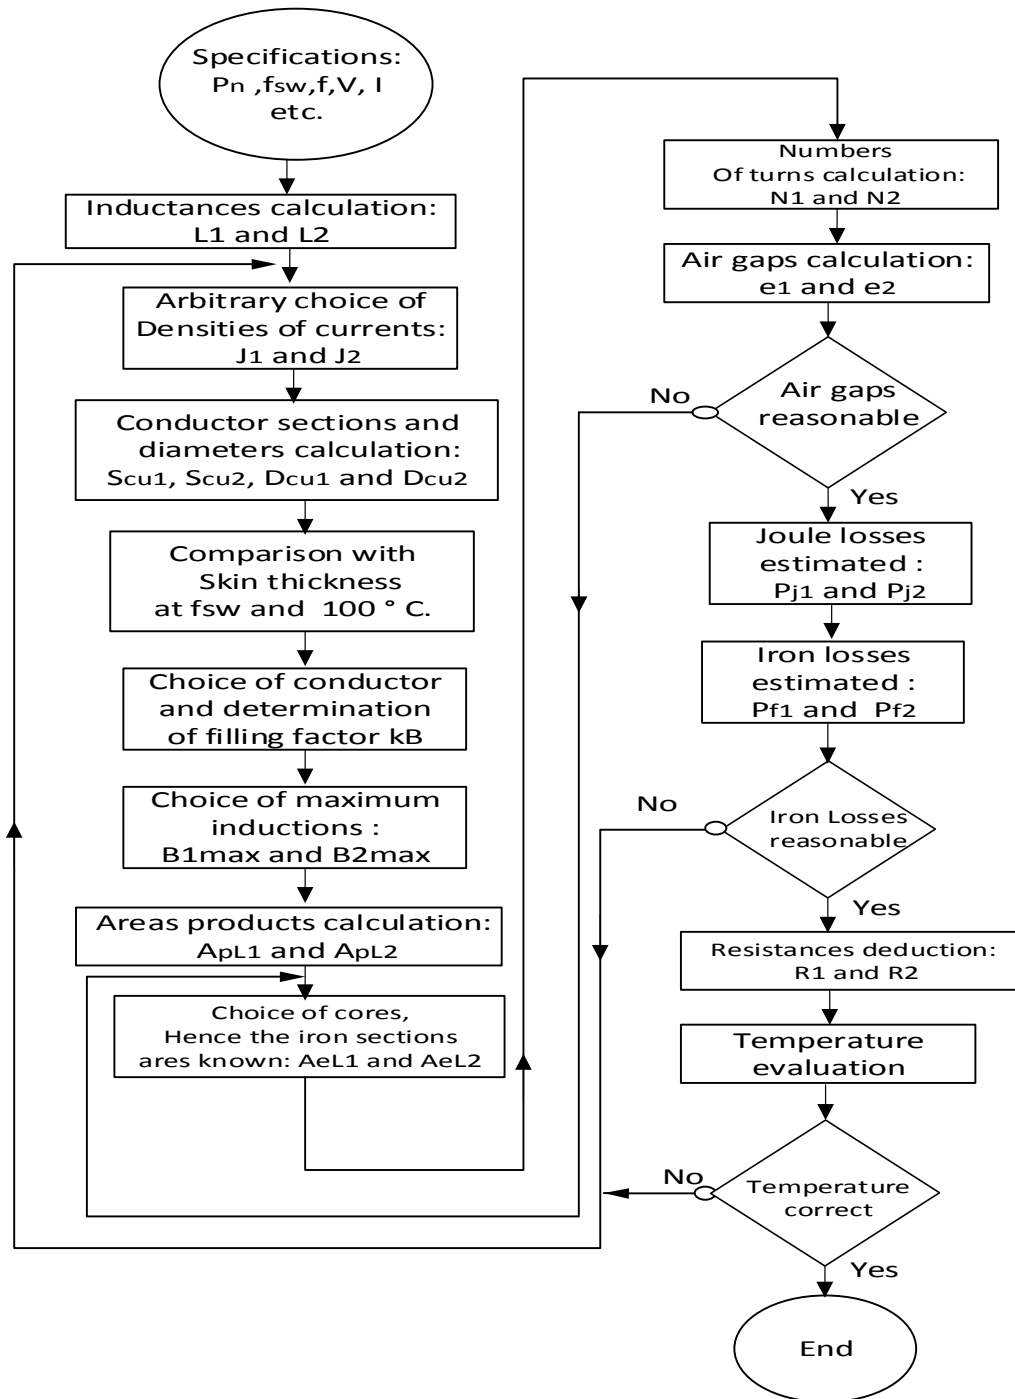 Specifications:
Pn ,fsw,f,V, I
etc.
Inductances calculation:
L1 and L2
Arbitrary choice of
Densities of currents:
J1 and J2
Conductor sections and
diameters calculation:
Scu1, Scu2, Dcu1 and Dcu2
Comparison with
Skin thickness
at fsw and 100 ° C.
Choice of conductor
and determination
of filling factor kB
Choice of maximum
inductions :
B1max and B2max
Areas products calculation:
ApL1 and ApL2
Choice of cores,
Hence the iron sections
ares known: AeL1 and AeL2
Numbers
Of turns calculation:
N1 and N2
Air gaps calculation:
e1 and e2
No
Air gaps
reasonable
Yes
Joule losses
estimated :
Pj1 and Pj2
Iron losses
estimated :
Pf1 and Pf2
No
Iron Losses
reasonable
Yes
Resistances deduction:
R1 and R2
Temperature
evaluation
No
Temperature
correct
Yes
End